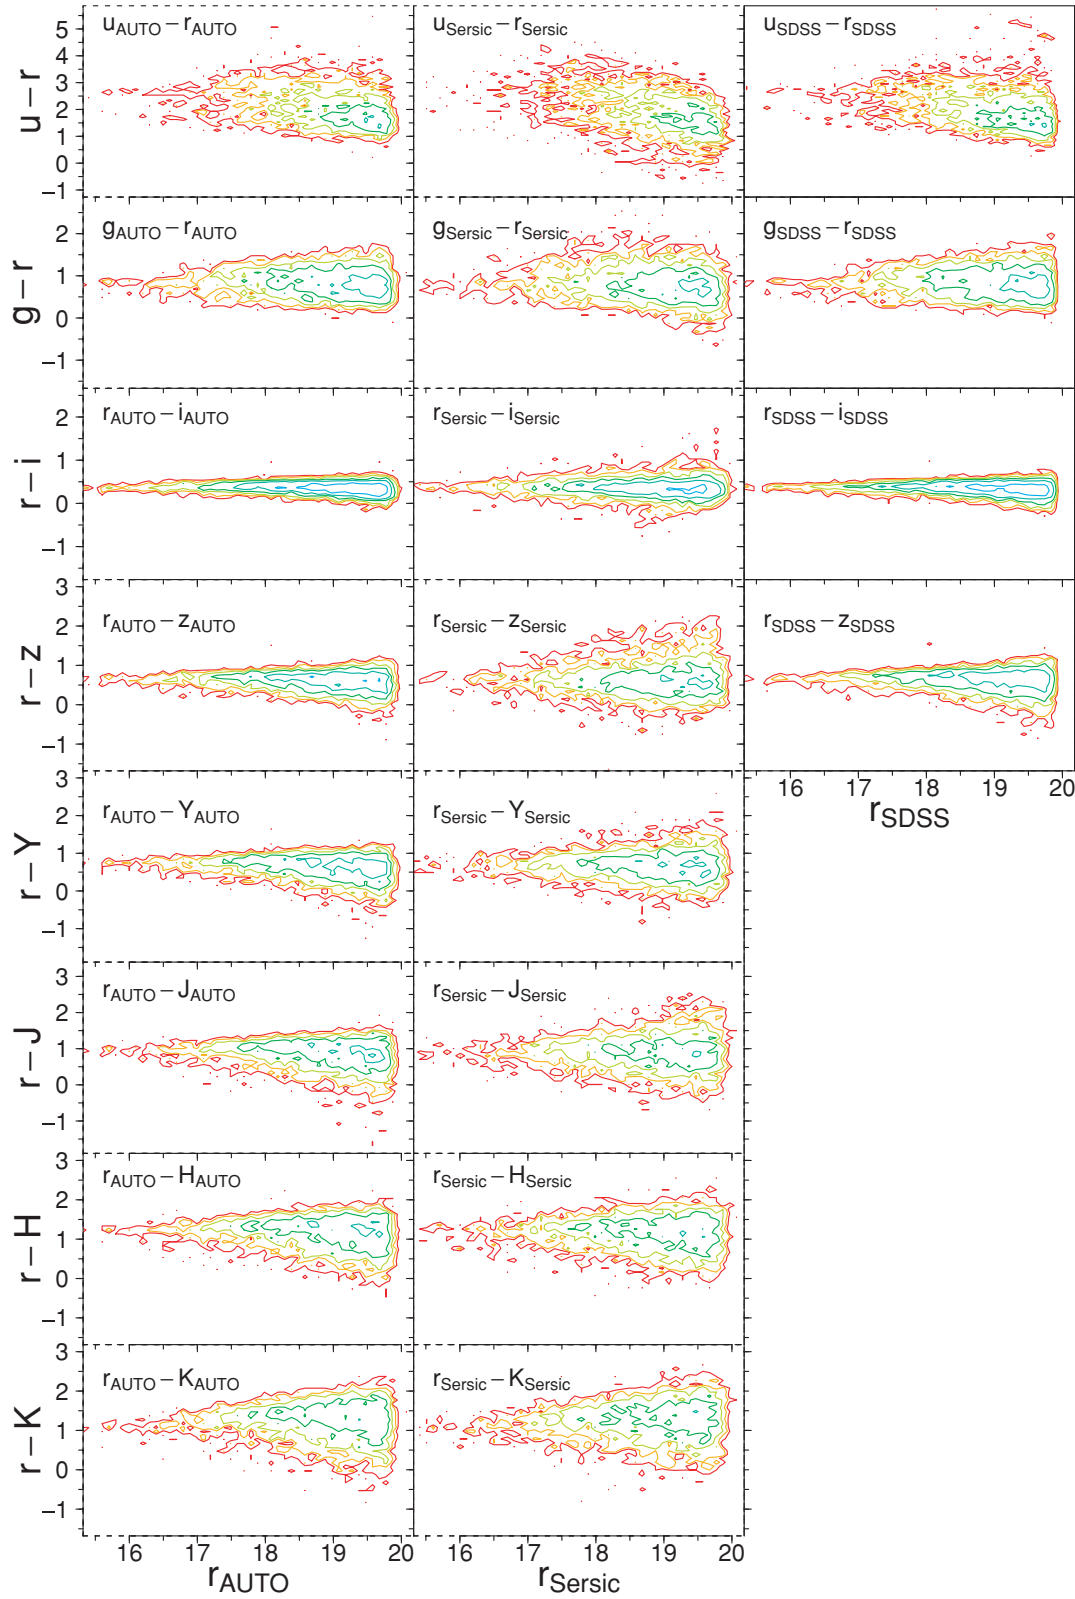 u_AUTO − r_AUTO
u_Sersic − r_Sersic
u_SDSS − r_SDSS
u − r
5
4
3
2
1
0
−1
g_AUTO − r_AUTO
g_Sersic − r_Sersic
g_SDSS − r_SDSS
g − r
2
1
0
−1
r_AUTO − i_AUTO
r_Sersic − i_Sersic
r_SDSS − i_SDSS
r − i
2
1
0
−1
r_AUTO − z_AUTO
r_Sersic − z_Sersic
r_SDSS − z_SDSS
r − z
3
2
1
0
−1
16 17 18 19 20
r_SDSS
r_AUTO − Y_AUTO
r_Sersic − Y_Sersic
r − Y
3
2
1
0
−1
r_AUTO − J_AUTO
r_Sersic − J_Sersic
r − J
3
2
1
0
−1
r_AUTO − H_AUTO
r_Sersic − H_Sersic
r − H
3
2
1
0
−1
r_AUTO − K_AUTO
r_Sersic − K_Sersic
r − K
3
2
1
0
−1
16 17 18 19 20
16 17 18 19 20
r_AUTO
r_Sersic